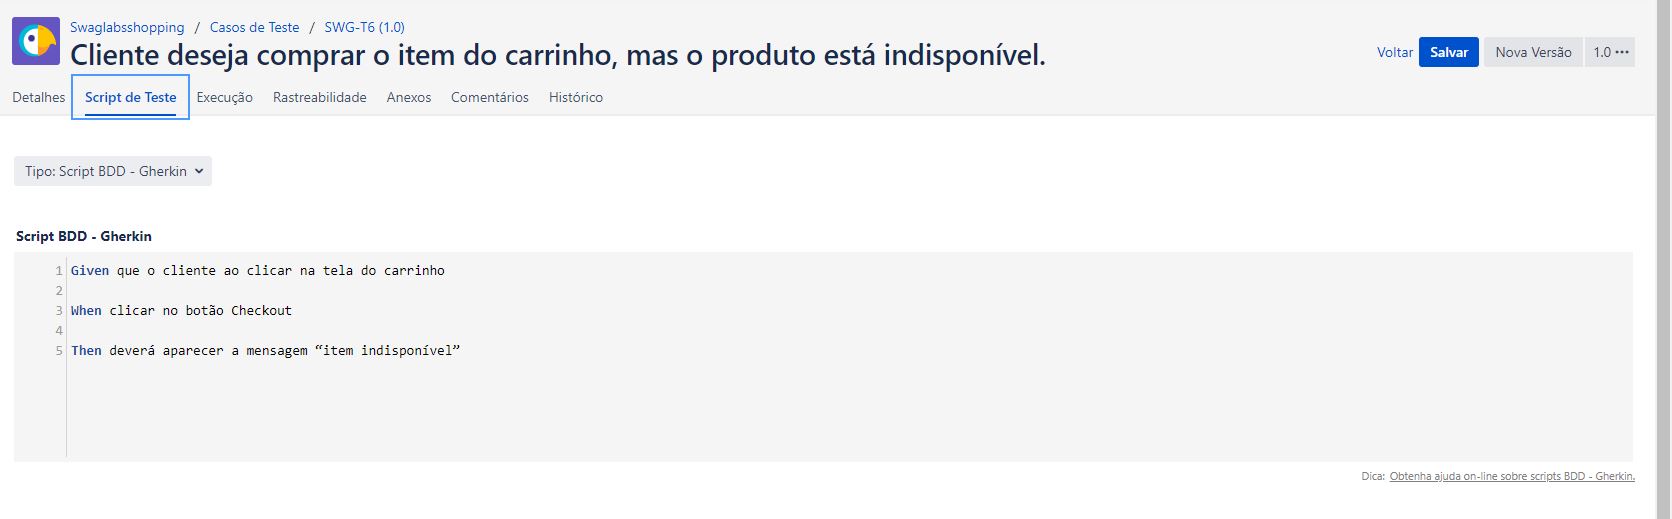 Swaglabsshopping / Casos de Teste / SWG-T6 (1.0)
Cliente deseja comprar o item do carrinho, mas o produto está indisponível.
Voltar Salvar Nova Versão 1.0 •••
Detalhes Script de Teste Execução Rastreabilidade Anexos Comentários Histórico
Tipo: Script BDD - Gherkin
Script BDD - Gherkin
1 Given que o cliente ao clicar na tela do carrinho
2
3 When clicar no botão Checkout
4
5 Then deverá aparecer a mensagem “item indisponível”
Dica: Obtenha ajuda on-line sobre scripts BDD - Gherkin.